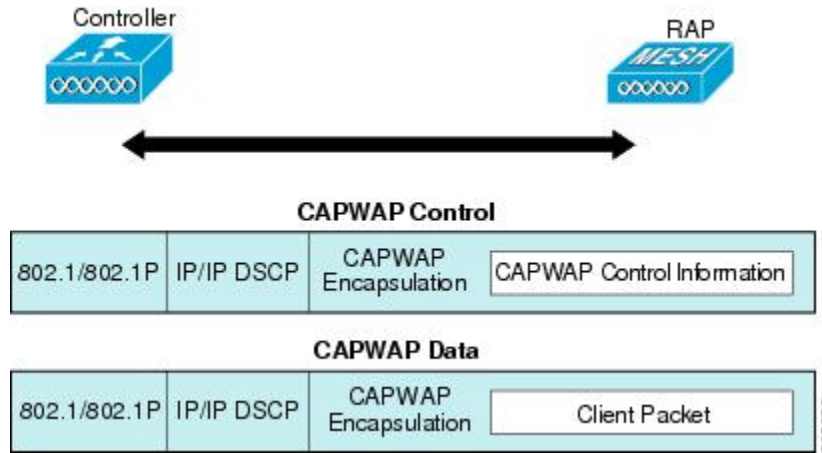 Controller
RAP
MESH
CAPWAP Control
802.1/802.1P IP/IP DSCP CAPWAP Encapsulation CAPWAP Control Information
CAPWAP Data
802.1/802.1P IP/IP DSCP CAPWAP Encapsulation Client Packet